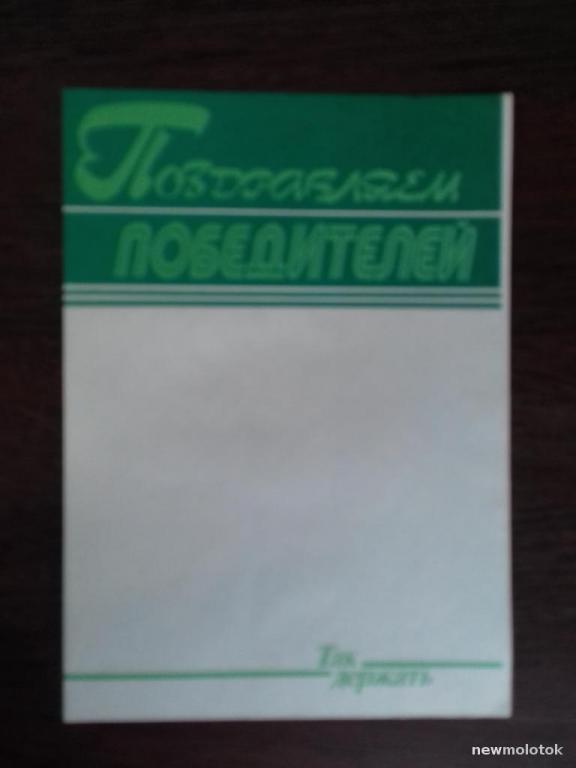 Поздравляем
ПОБЕДИТЕЛЕЙ
Так
держать
newmolotok